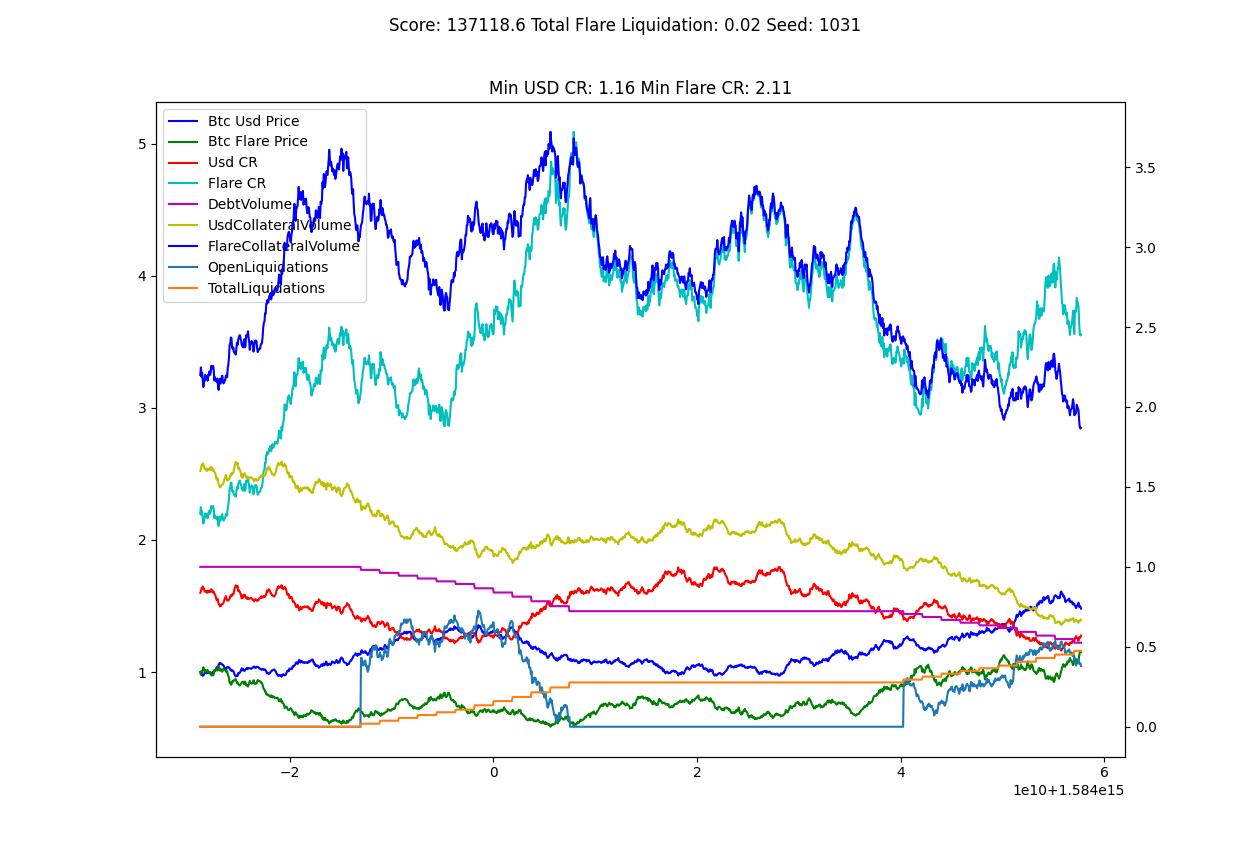 Score: 137118.6 Total Flare Liquidation: 0.02 Seed: 1031
Min USD CR: 1.16 Min Flare CR: 2.11
Btc Usd Price
Btc Flare Price
Usd CR
Flare CR
DebtVolume
UsdCollateralVolume
FlareCollateralVolume
OpenLiquidations
TotalLiquidations
5
4
3
2
1
3.5
3.0
2.5
2.0
1.5
1.0
0.5
0.0
−2 0 2 4 6
1e10+1.584e15